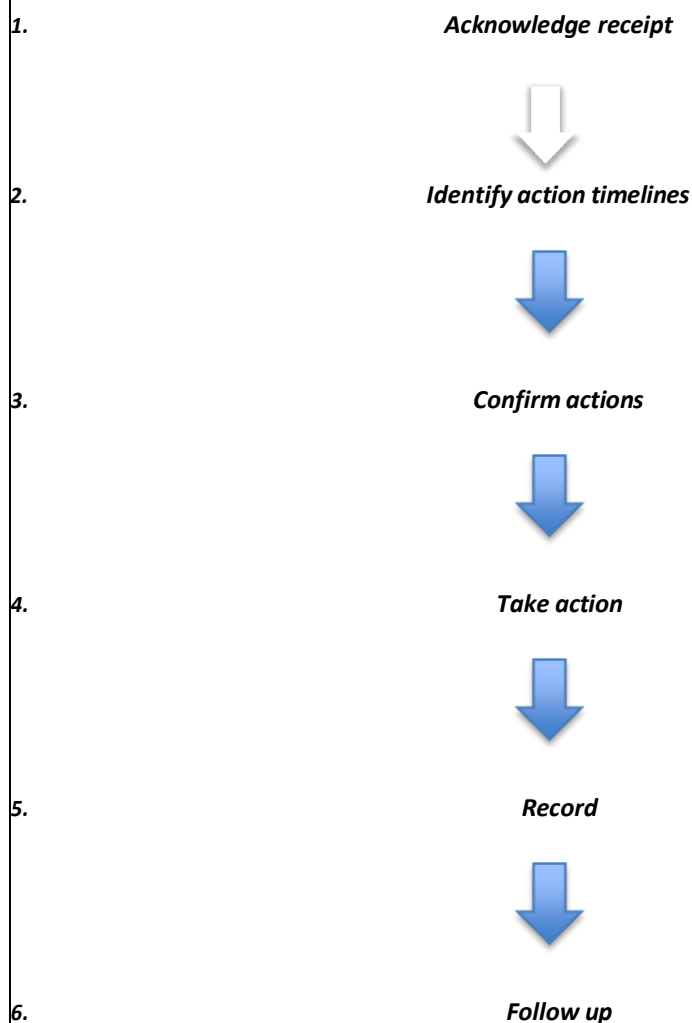 1. Acknowledge receipt
2. Identify action timelines
3. Confirm actions
4. Take action
5. Record
6. Follow up